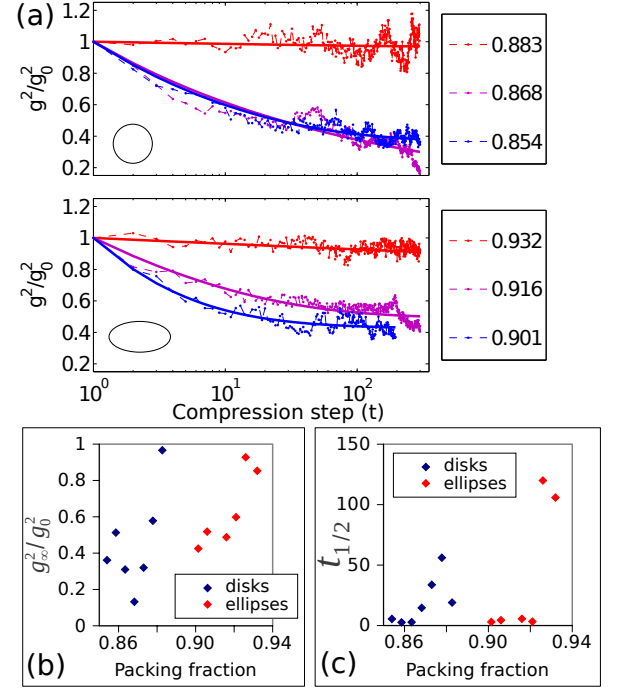 (a)
g²/g₀²
1.2
1
0.8
0.6
0.4
0.2
0.883
0.868
0.854
g²/g₀²
1.2
1
0.8
0.6
0.4
0.2
0.932
0.916
0.901
10⁰ 10¹ 10²
Compression step (t)
g²∞/g₀²
1
0.8
0.6
0.4
0.2
0
disks
ellipses
0.86 0.90 0.94
(b) Packing fraction
t₁/₂
150
100
50
0
disks
ellipses
0.86 0.90 0.94
(c) Packing fraction